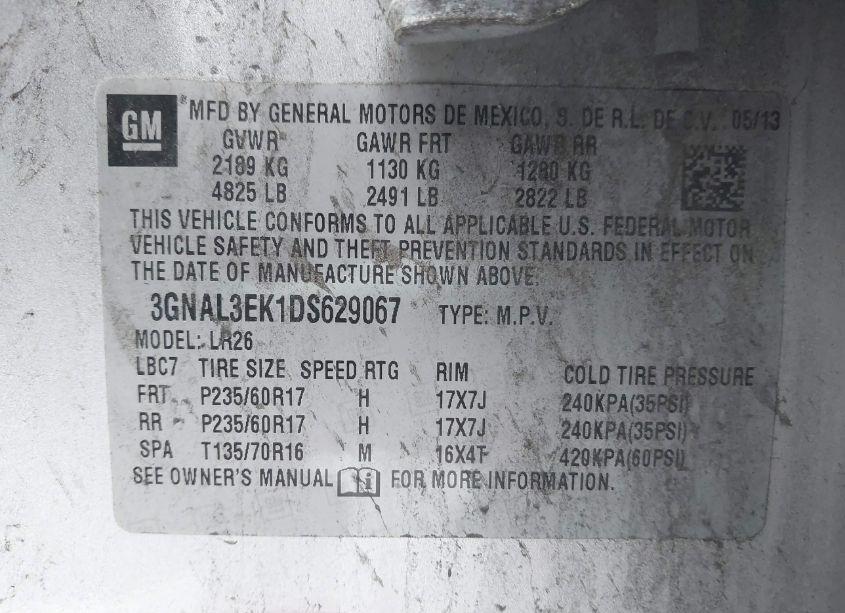 GM
®MFD BY GENERAL MOTORS DE MEXICO, S. DE R.L. DE C.V. 05/13
GVWR GAWR FRT GAWR RR
2189 KG 1130 KG 1280 KG
4825 LB 2491 LB 2822 LB
THIS VEHICLE CONFORMS TO ALL APPLICABLE U.S. FEDERAL MOTOR
VEHICLE SAFETY AND THEFT PREVENTION STANDARDS IN EFFECT ON
THE DATE OF MANUFACTURE SHOWN ABOVE.
3GNAL3EK1DS629067 TYPE: M.P.V.
MODEL: LR26
LBC7 TIRE SIZE SPEED RTG RIM COLD TIRE PRESSURE
FRT P235/60R17 H 17X7J 240KPA(35PSI)
RR P235/60R17 H 17X7J 240KPA(35PSI)
SPA T135/70R16 M 16X4T 420KPA(60PSI)
SEE OWNER'S MANUAL FOR MORE INFORMATION.